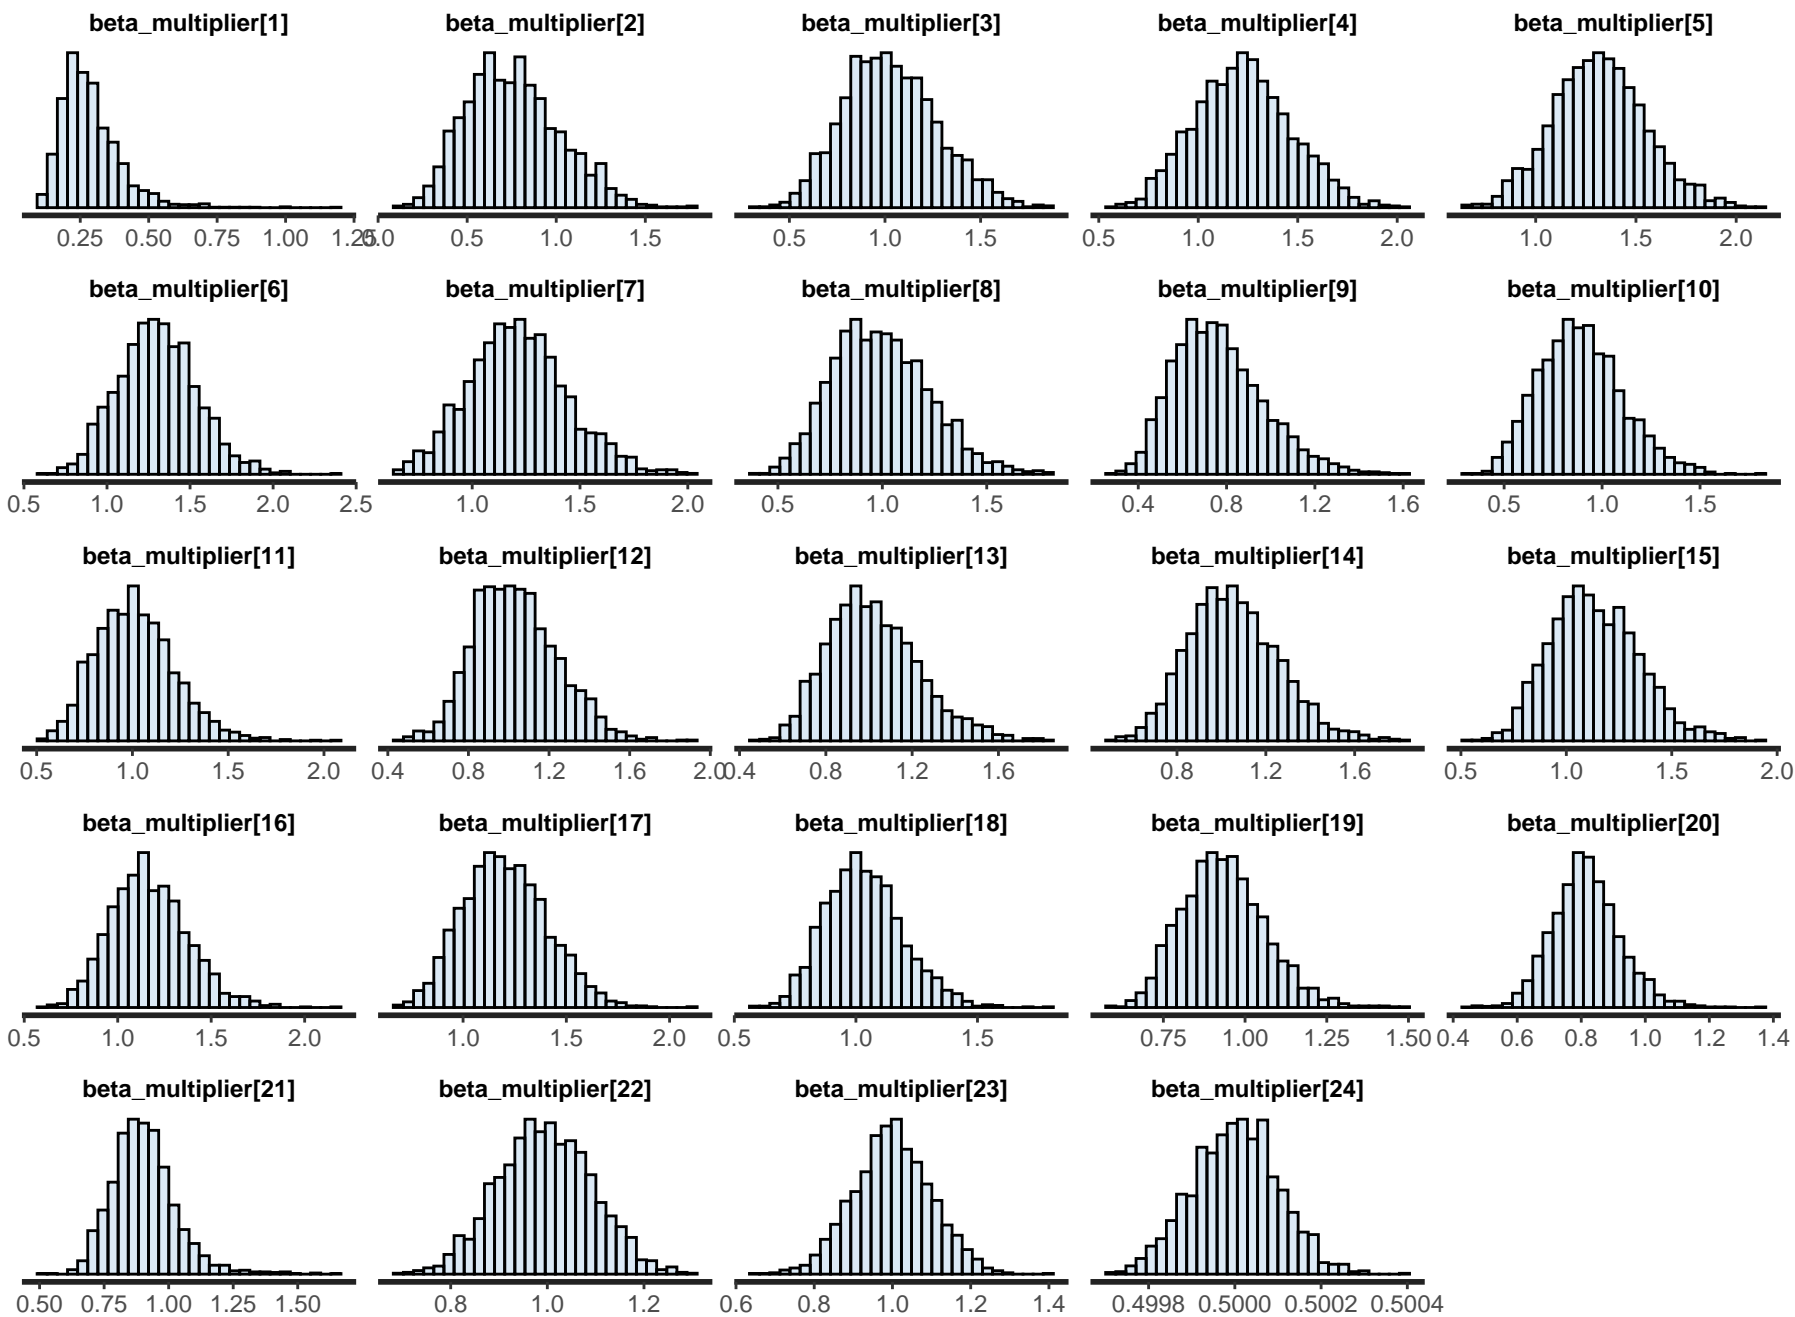 beta_multiplier[1] beta_multiplier[2] beta_multiplier[3] beta_multiplier[4] beta_multiplier[5]
0.25 0.50 0.75 1.00 1.25 0.0 0.5 1.0 1.5 0.5 1.0 1.5 0.5 1.0 1.5 2.0 1.0 1.5 2.0
beta_multiplier[6] beta_multiplier[7] beta_multiplier[8] beta_multiplier[9] beta_multiplier[10]
0.5 1.0 1.5 2.0 2.5 1.0 1.5 2.0 0.5 1.0 1.5 0.4 0.8 1.2 1.6 0.5 1.0 1.5
beta_multiplier[11] beta_multiplier[12] beta_multiplier[13] beta_multiplier[14] beta_multiplier[15]
0.5 1.0 1.5 2.0 0.4 0.8 1.2 1.6 2.0 0.4 0.8 1.2 1.6 0.8 1.2 1.6 0.5 1.0 1.5 2.0
beta_multiplier[16] beta_multiplier[17] beta_multiplier[18] beta_multiplier[19] beta_multiplier[20]
0.5 1.0 1.5 2.0 1.0 1.5 2.0 0.5 1.0 1.5 0.75 1.00 1.25 1.50 0.4 0.6 0.8 1.0 1.2 1.4
beta_multiplier[21] beta_multiplier[22] beta_multiplier[23] beta_multiplier[24]
0.50 0.75 1.00 1.25 1.50 0.8 1.0 1.2 0.6 0.8 1.0 1.2 1.4 0.4998 0.5000 0.5002 0.5004